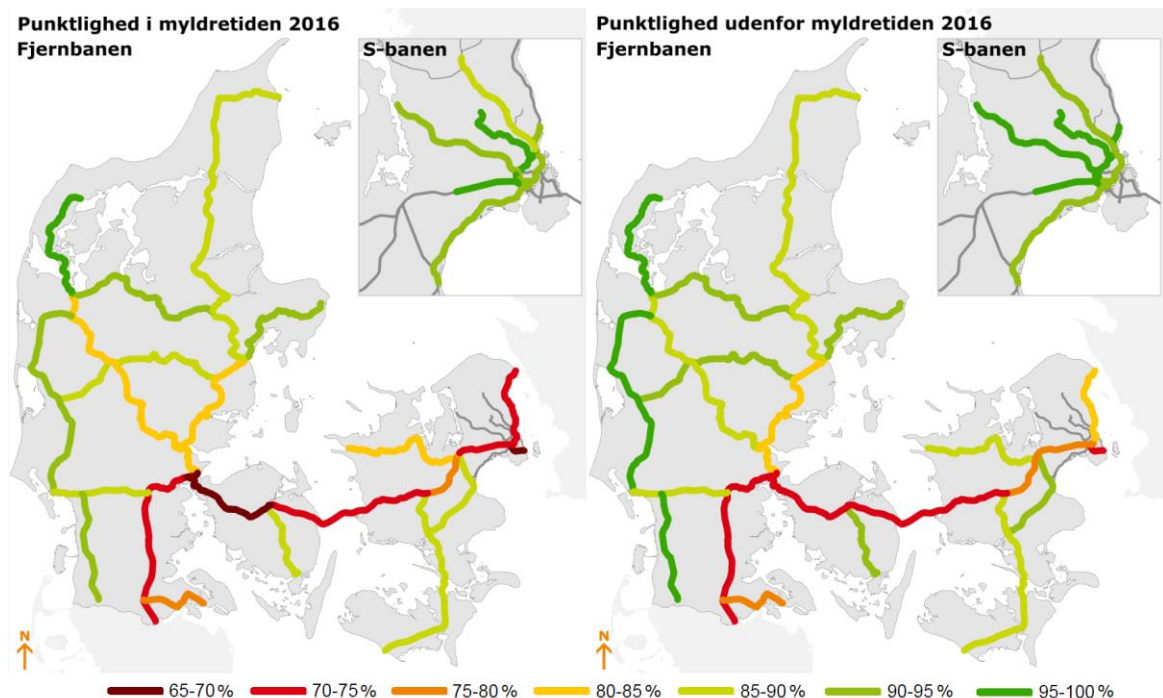 Punktlighed i myldretiden 2016
Fjernbanen
S-banen
Punktlighed udenfor myldretiden 2016
Fjernbanen
S-banen
N
N
65-70 %
70-75 %
75-80 %
80-85 %
85-90 %
90-95 %
95-100 %